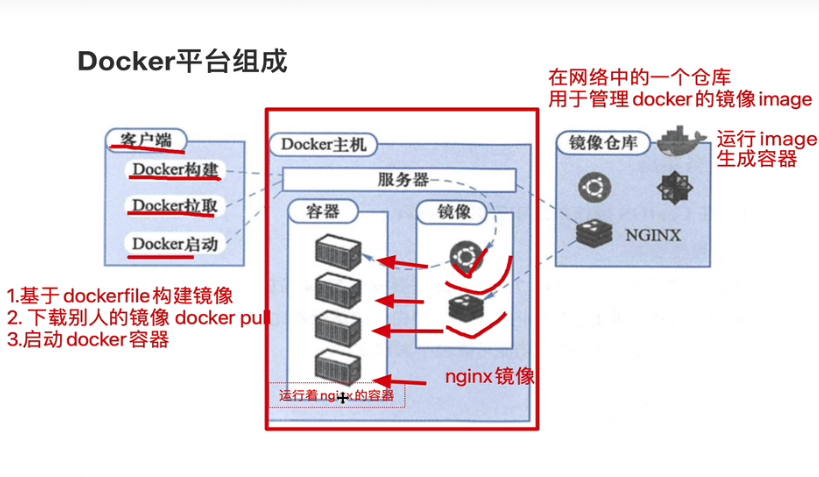 Docker平台组成
在网络中的一个仓库
用于管理docker的镜像image
客户端
Docker构建
Docker拉取
Docker启动
Docker主机
服务器
容器
镜像
镜像仓库
运行image
生成容器
NGINX
1.基于dockerfile构建镜像
2. 下载别人的镜像 docker pull
3.启动docker容器
nginx镜像
运行着nginx的容器